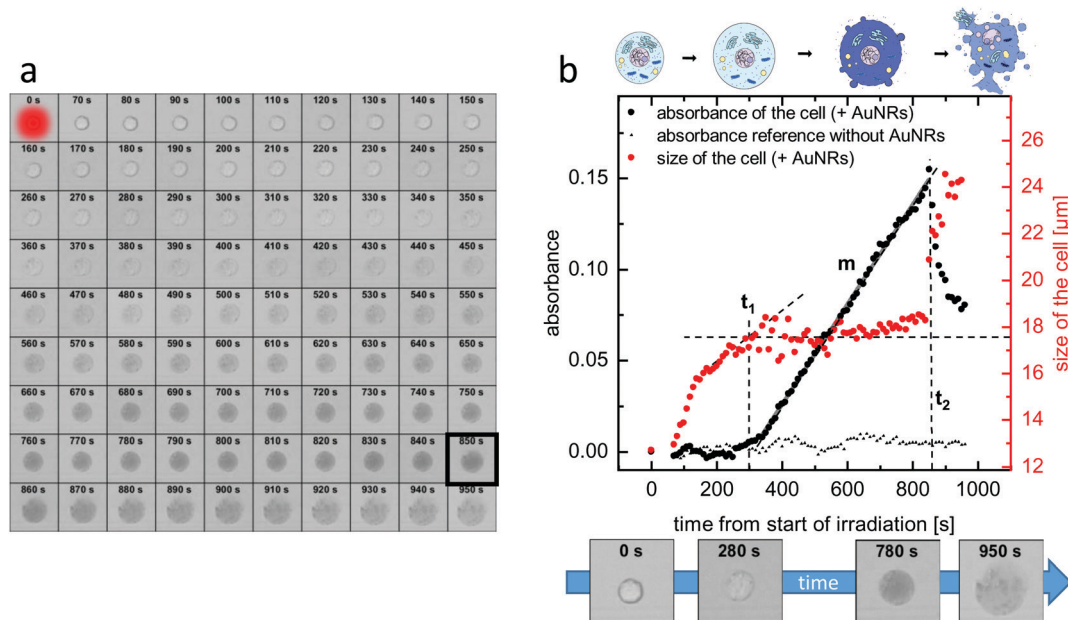 a
0 s 70 s 80 s 90 s 100 s 110 s 120 s 130 s 140 s 150 s
160 s 170 s 180 s 190 s 200 s 210 s 220 s 230 s 240 s 250 s
260 s 270 s 280 s 290 s 300 s 310 s 320 s 330 s 340 s 350 s
360 s 370 s 380 s 390 s 400 s 410 s 420 s 430 s 440 s 450 s
460 s 470 s 480 s 490 s 500 s 510 s 520 s 530 s 540 s 550 s
560 s 570 s 580 s 590 s 600 s 610 s 620 s 630 s 640 s 650 s
660 s 670 s 680 s 690 s 700 s 710 s 720 s 730 s 740 s 750 s
760 s 770 s 780 s 790 s 800 s 810 s 820 s 830 s 840 s 850 s
860 s 870 s 880 s 890 s 900 s 910 s 920 s 930 s 940 s 950 s
b
absorbance of the cell (+ AuNRs)
absorbance reference without AuNRs
size of the cell (+ AuNRs)
absorbance
0.15
0.10
0.05
0.00
m
t1
t2
26
24
22
20
19
18
16
14
13
12
size of the cell [µm]
0 200 400 600 800 1000
time from start of irradiation [s]
0 s 280 s time 780 s 950 s